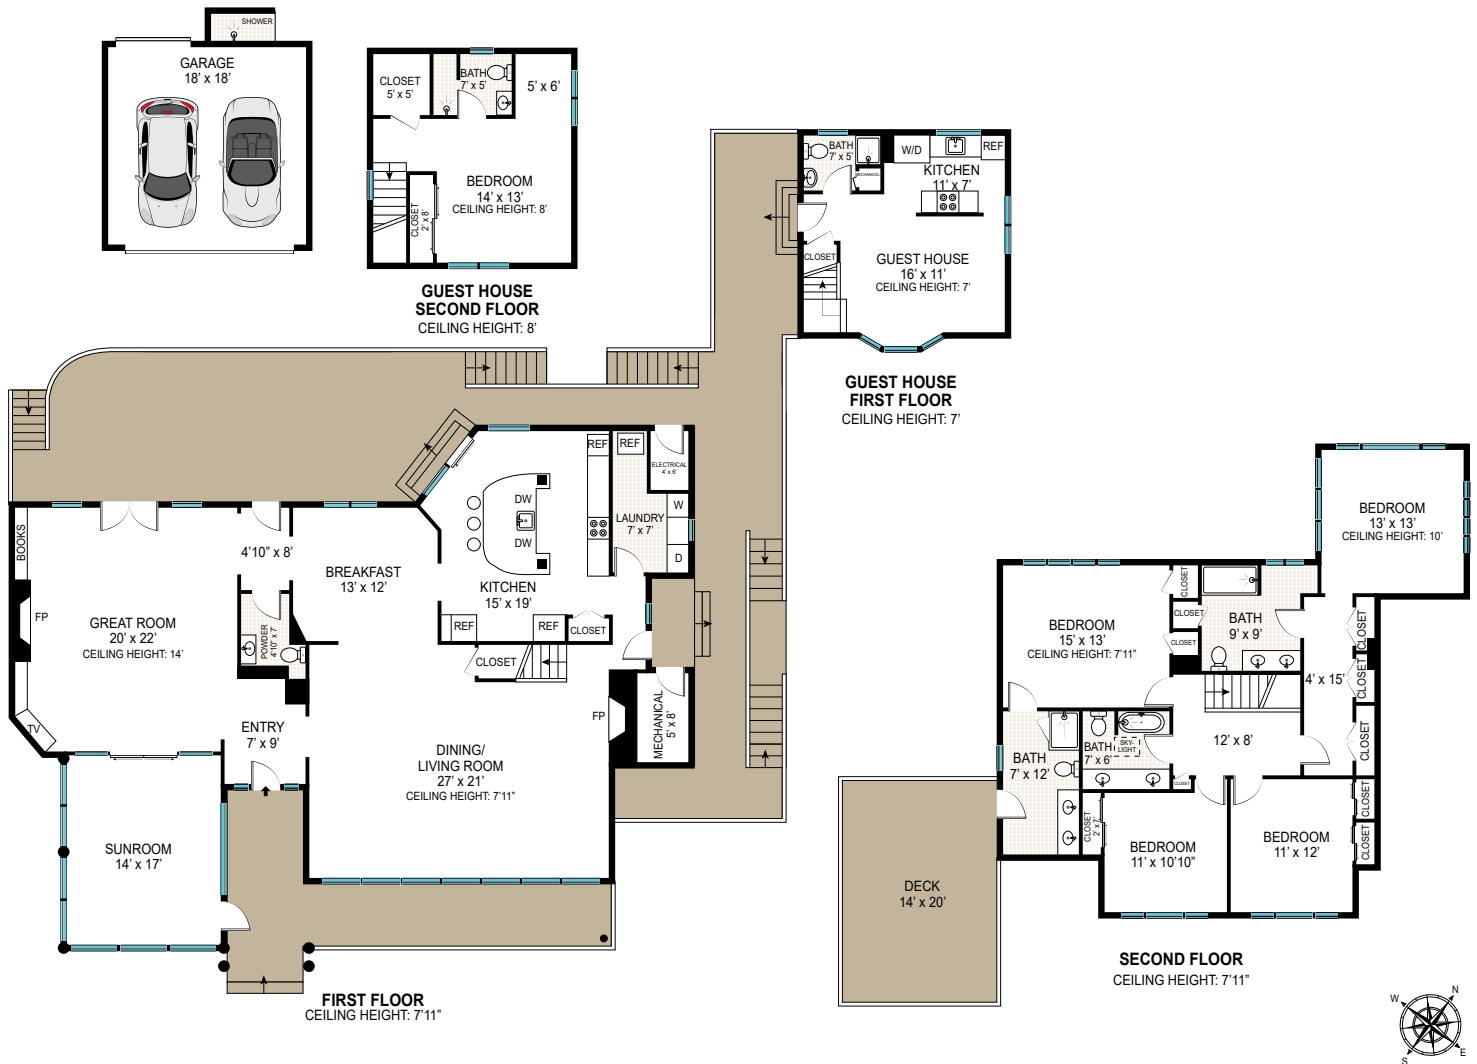 SHOWER
GARAGE
18' x 18'
CLOSET
5' x 5'
BATH
7' x 5'
5' x 6'
BEDROOM
14' x 13'
CEILING HEIGHT: 8'
CLOSET
2' x 8'
GUEST HOUSE
SECOND FLOOR
CEILING HEIGHT: 8'
BATH
7' x 5'
W/D
REF
MECHANICAL
KITCHEN
11' x 7'
CLOSET
GUEST HOUSE
16' x 11'
CEILING HEIGHT: 7'
GUEST HOUSE
FIRST FLOOR
CEILING HEIGHT: 7'
BOOKS
FP
GREAT ROOM
20' x 22'
CEILING HEIGHT: 14'
TV
4'10" x 8'
POWDER
4'10" x 7'
BREAKFAST
13' x 12'
DW
DW
KITCHEN
15' x 19'
REF
REF
REF
CLOSET
REF
ELECTRICAL
4' x 6'
LAUNDRY
7' x 7'
W
D
CLOSET
ENTRY
7' x 9'
DINING/
LIVING ROOM
27' x 21'
CEILING HEIGHT: 7'11"
FP
MECHANICAL
5' x 8'
SUNROOM
14' x 17'
FIRST FLOOR
CEILING HEIGHT: 7'11"
BEDROOM
13' x 13'
CEILING HEIGHT: 10'
BEDROOM
15' x 13'
CEILING HEIGHT: 7'11"
CLOSET
CLOSET
CLOSET
BATH
9' x 9'
CLOSET
CLOSET
4' x 15'
CLOSET
12' x 8'
BATH
7' x 12'
BATH
7' x 6'
SKY-
LIGHT
CLOSET
CLOSET
2' x 7'
BEDROOM
11' x 10'10"
BEDROOM
11' x 12'
CLOSET
CLOSET
DECK
14' x 20'
SECOND FLOOR
CEILING HEIGHT: 7'11"
W
N
S
E